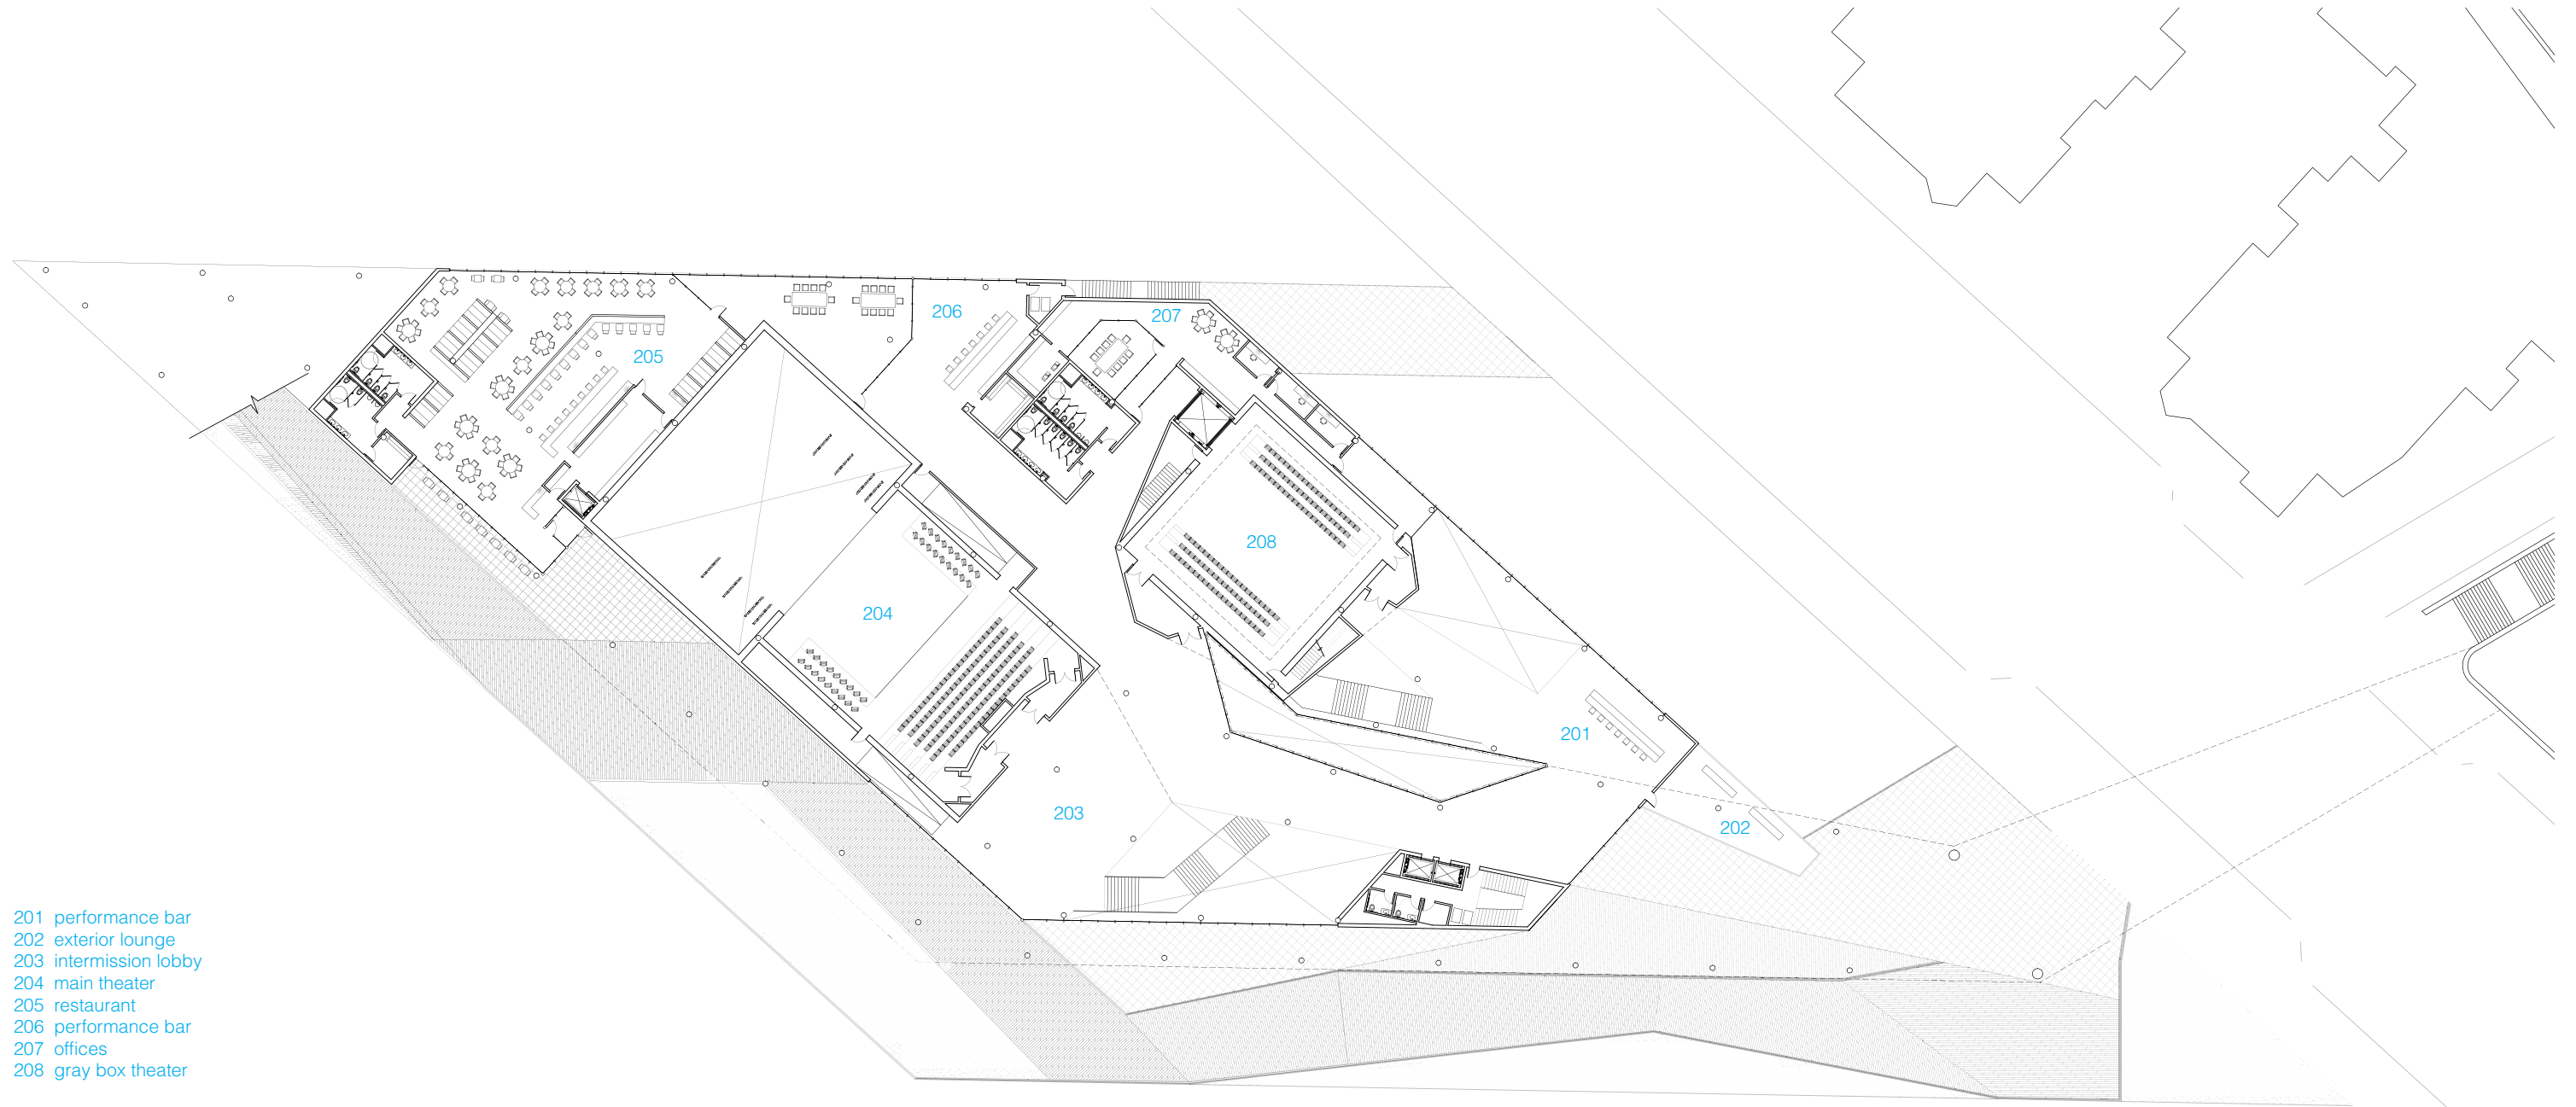 206
207
205
208
204
201
203
202
201 performance bar
202 exterior lounge
203 intermission lobby
204 main theater
205 restaurant
206 performance bar
207 offices
208 gray box theater